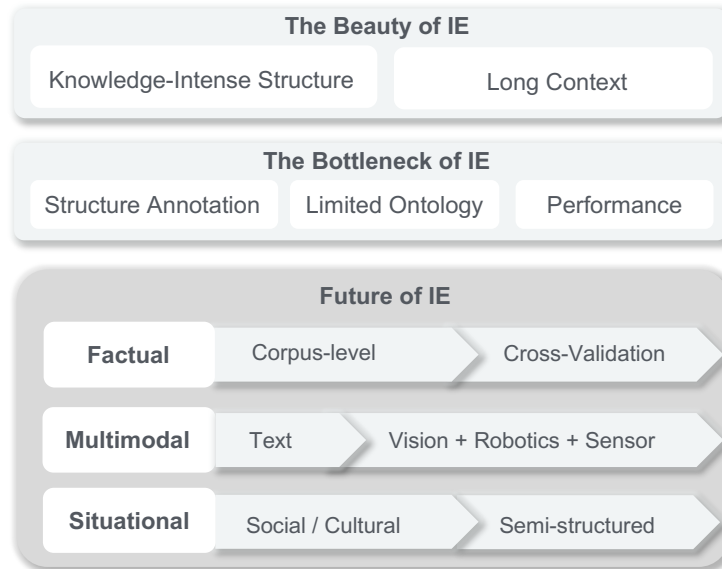 The Beauty of IE
Knowledge-Intense Structure
Long Context
The Bottleneck of IE
Structure Annotation
Limited Ontology
Performance
Future of IE
Factual
Corpus-level
Cross-Validation
Multimodal
Text
Vision + Robotics + Sensor
Situational
Social / Cultural
Semi-structured